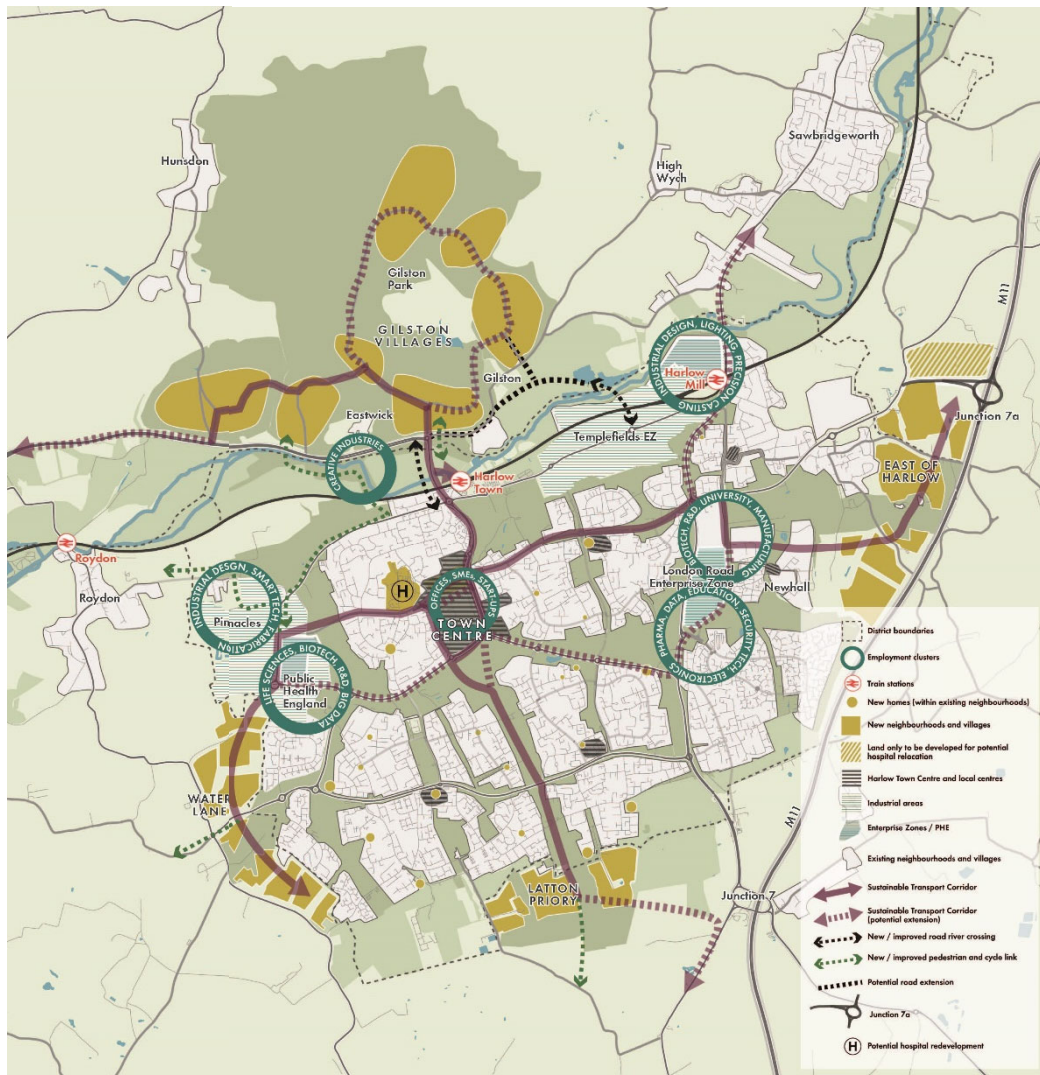 Sawbridgeworth
Hunsdon
High
Wych
Gilston
Park
M11
GILSTON
VILLAGES
INDUSTRIAL DESIGN, LIGHTING, PRECISION CASTING
Harlow
Mill
Gilston
Junction 7a
Eastwick
Templefields EZ
CREATIVE INDUSTRIES
EAST OF
HARLOW
Harlow
Town
BIOTECH, R&D, UNIVERSITY, MANUFACTURING
Roydon
London Road
Enterprise Zone
Newhall
Roydon
H
INDUSTRIAL DESGN, SMART TECH, FABRICATION
Pinnacles
OFFICES, SMEs, STARTUPS
TOWN
CENTRE
PHARMA, DATA, EDUCATION, SECURITY TECH, ELECTRONICS
LIFE SCIENCES, BIOTECH, R&D, BIG DATA
Public
Health
England
WATER
LANE
M11
LATTON
PRIORY
Junction 7
District boundaries
Employment clusters
Train stations
New homes (within existing neighbourhoods)
New neighbourhoods and villages
Land only to be developed for potential
hospital relocation
Harlow Town Centre and local centres
Industrial areas
Enterprise Zones / PHE
Existing neighbourhoods and villages
Sustainable Transport Corridor
Sustainable Transport Corridor
(potential extension)
New / improved road river crossing
New / improved pedestrian and cycle link
Potential road extension
Junction 7a
H
Potential hospital redevelopment